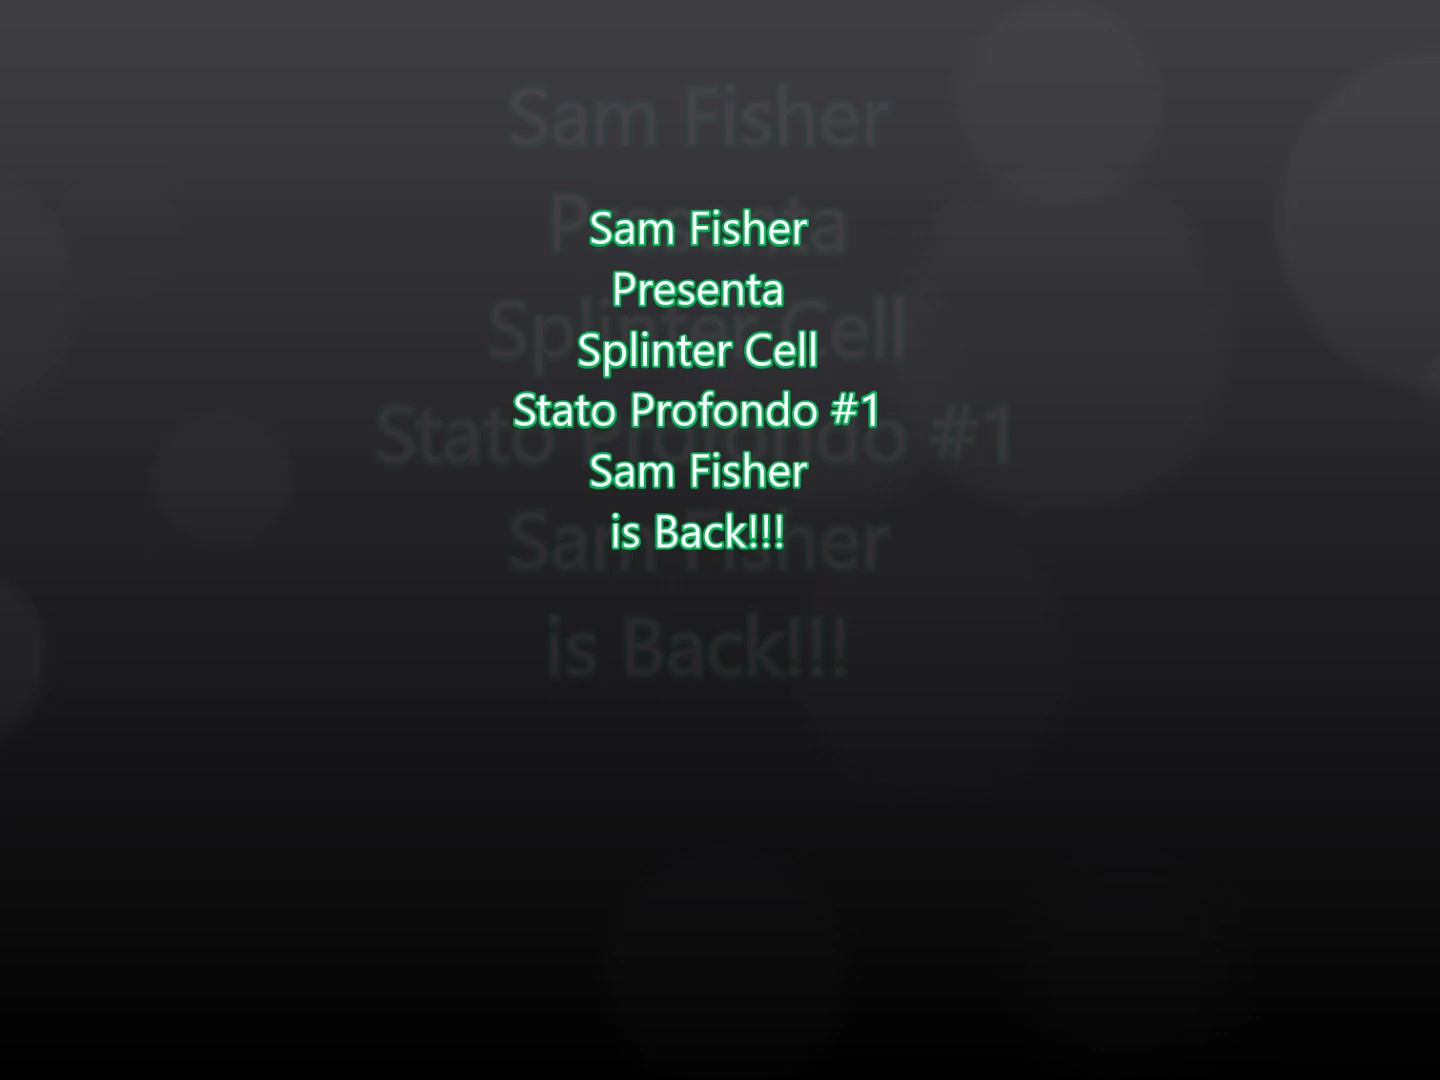 Sam Fisher
Presenta
Splinter Cell
Stato Profondo #1
Sam Fisher
is Back!!!